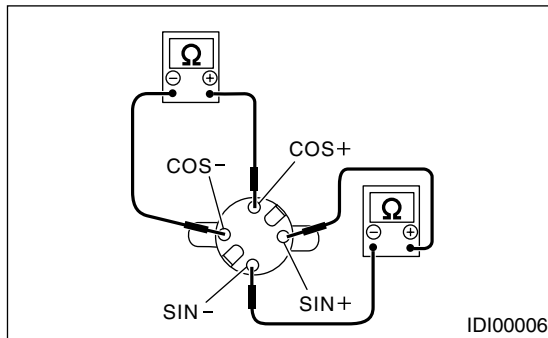 Ω
⊖ ⊕
COS−
COS+
Ω
⊖ ⊕
SIN−
SIN+
IDI00006